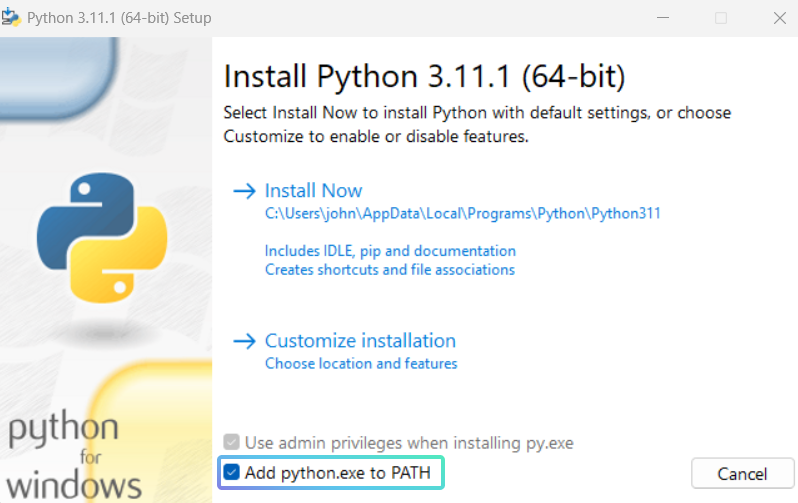 Python 3.11.1 (64-bit) Setup
Install Python 3.11.1 (64-bit)
Select Install Now to install Python with default settings, or choose
Customize to enable or disable features.
Install Now
C:\Users\john\AppData\Local\Programs\Python\Python311
Includes IDLE, pip and documentation
Creates shortcuts and file associations
Customize installation
Choose location and features
Use admin privileges when installing py.exe
Add python.exe to PATH
Cancel
python
for
windows